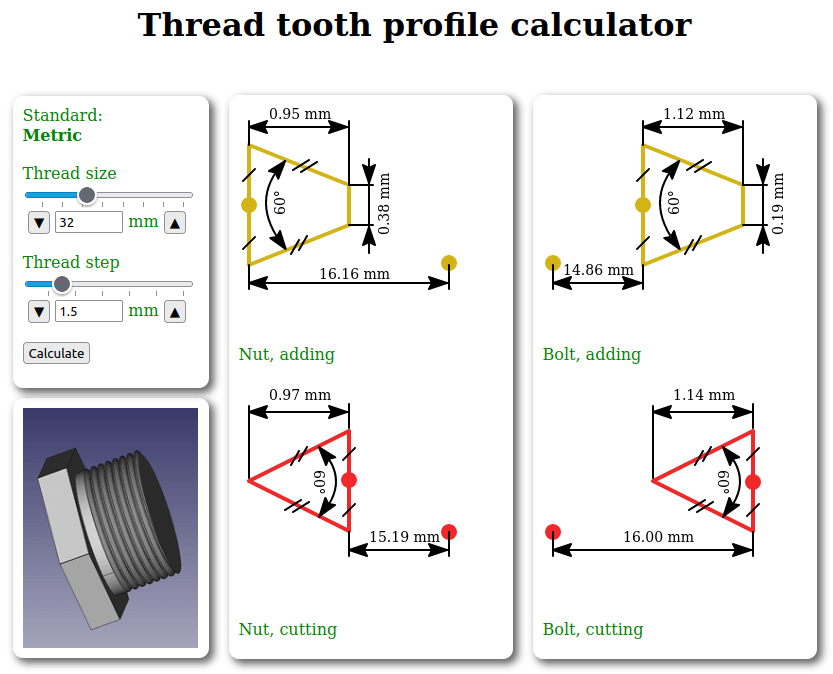 Thread tooth profile calculator
Standard:
Metric
Thread size
▼ 32 mm ▲
Thread step
▼ 1.5 mm ▲
Calculate
0.95 mm
60°
0.38 mm
16.16 mm
Nut, adding
0.97 mm
60°
15.19 mm
Nut, cutting
1.12 mm
60°
0.19 mm
14.86 mm
Bolt, adding
1.14 mm
60°
16.00 mm
Bolt, cutting